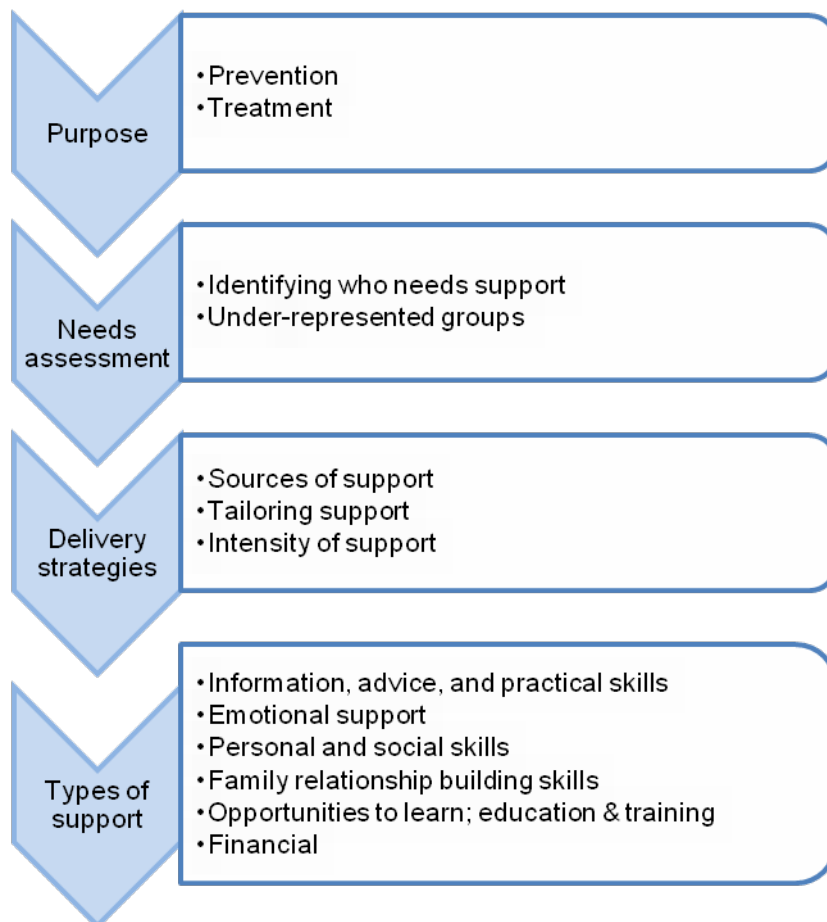 Purpose
•Prevention
•Treatment
Needs
assessment
•Identifying who needs support
•Under-represented groups
Delivery
strategies
•Sources of support
•Tailoring support
•Intensity of support
Types of
support
•Information, advice, and practical skills
•Emotional support
•Personal and social skills
•Family relationship building skills
•Opportunities to learn; education & training
•Financial